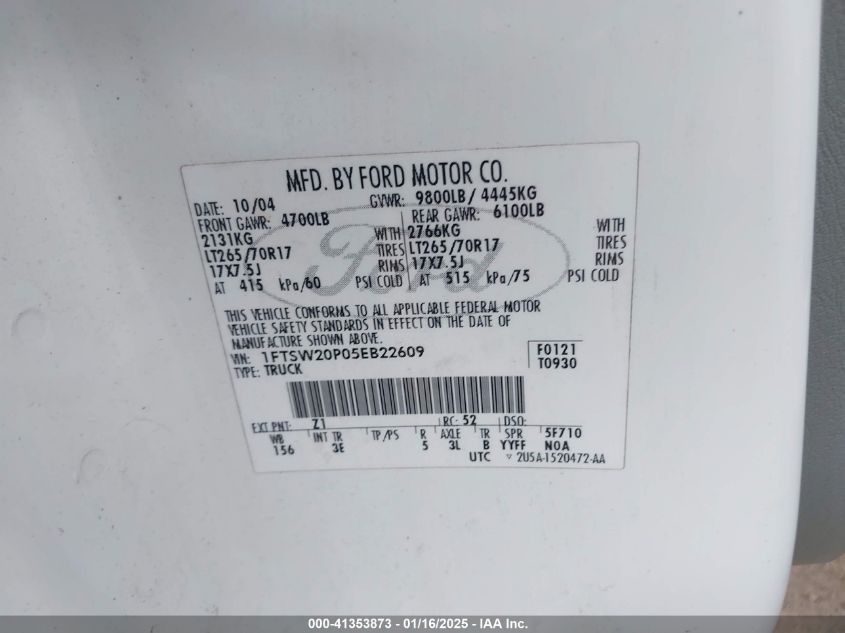 MFD. BY FORD MOTOR CO.
DATE: 10/04 GVWR: 9800LB / 4445KG
FRONT GAWR: 4700LB REAR GAWR: 6100LB
2131KG WITH 2766KG WITH
LT265/70R17 TIRES LT265/70R17 TIRES
17X7.5J RIMS 17X7.5J RIMS
AT 415 kPa/60 PSI COLD AT 515 kPa/75 PSI COLD
Ford
THIS VEHICLE CONFORMS TO ALL APPLICABLE FEDERAL MOTOR
VEHICLE SAFETY STANDARDS IN EFFECT ON THE DATE OF
MANUFACTURE SHOWN ABOVE.
VIN: 1FTSW20P05EB22609 F0121
TYPE: TRUCK T0930
EXT PNT: Z1 RC: 52 DSO:
WB INT TR TP/PS R AXLE TR SPR 5F710
156 3E 5 3L B YYFF NOA
UTC ▽ 2U5A-1520472-AA
000-41353873 - 01/16/2025 - IAA Inc.